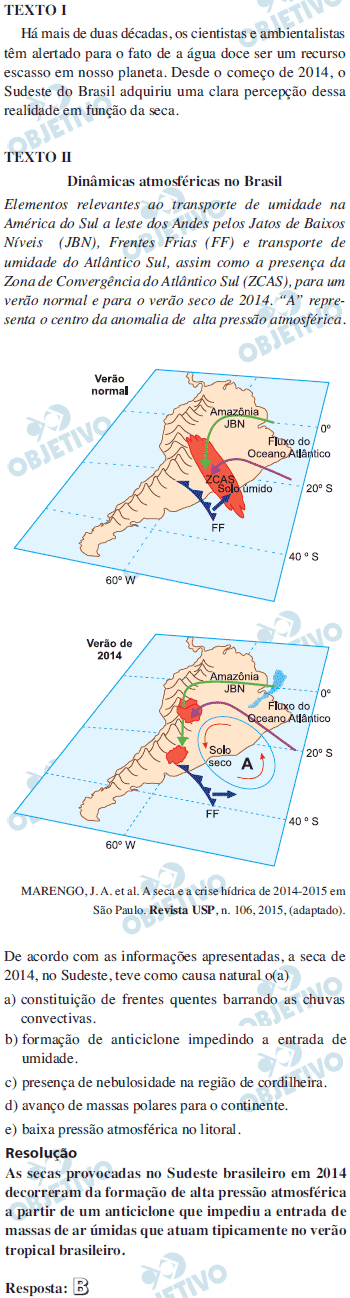 TEXTO I
Há mais de duas décadas, os cientistas e ambientalistas
têm alertado para o fato de a água doce ser um recurso
escasso em nosso planeta. Desde o começo de 2014, o
Sudeste do Brasil adquiriu uma clara percepção dessa
realidade em função da seca.
TEXTO II
Dinâmicas atmosféricas no Brasil
Elementos relevantes ao transporte de umidade na
América do Sul a leste dos Andes pelos Jatos de Baixos
Níveis (JBN), Frentes Frias (FF) e transporte de
umidade do Atlântico Sul, assim como a presença da
Zona de Convergência do Atlântico Sul (ZCAS), para um
verão normal e para o verão seco de 2014. “A” repre-
senta o centro da anomalia de alta pressão atmosférica.
Verão
normal
Amazônia
JBN
0º
Fluxo do
Oceano Atlântico
ZCAS
Solo úmido
20º S
FF
40º S
60º W
Verão de
2014
Amazônia
JBN
0º
Fluxo do
Oceano Atlântico
Solo
seco
A
20º S
FF
40º S
60º W
MARENGO, J. A. et al. A seca e a crise hídrica de 2014-2015 em
São Paulo. Revista USP, n. 106, 2015, (adaptado).
De acordo com as informações apresentadas, a seca de
2014, no Sudeste, teve como causa natural o(a)
a) constituição de frentes quentes barrando as chuvas
convectivas.
b) formação de anticiclone impedindo a entrada de
umidade.
c) presença de nebulosidade na região de cordilheira.
d) avanço de massas polares para o continente.
e) baixa pressão atmosférica no litoral.
Resolução
As secas provocadas no Sudeste brasileiro em 2014
decorreram da formação de alta pressão atmosférica
a partir de um anticiclone que impediu a entrada de
massas de ar úmidas que atuam tipicamente no verão
tropical brasileiro.
Resposta: B
OBJETIVO